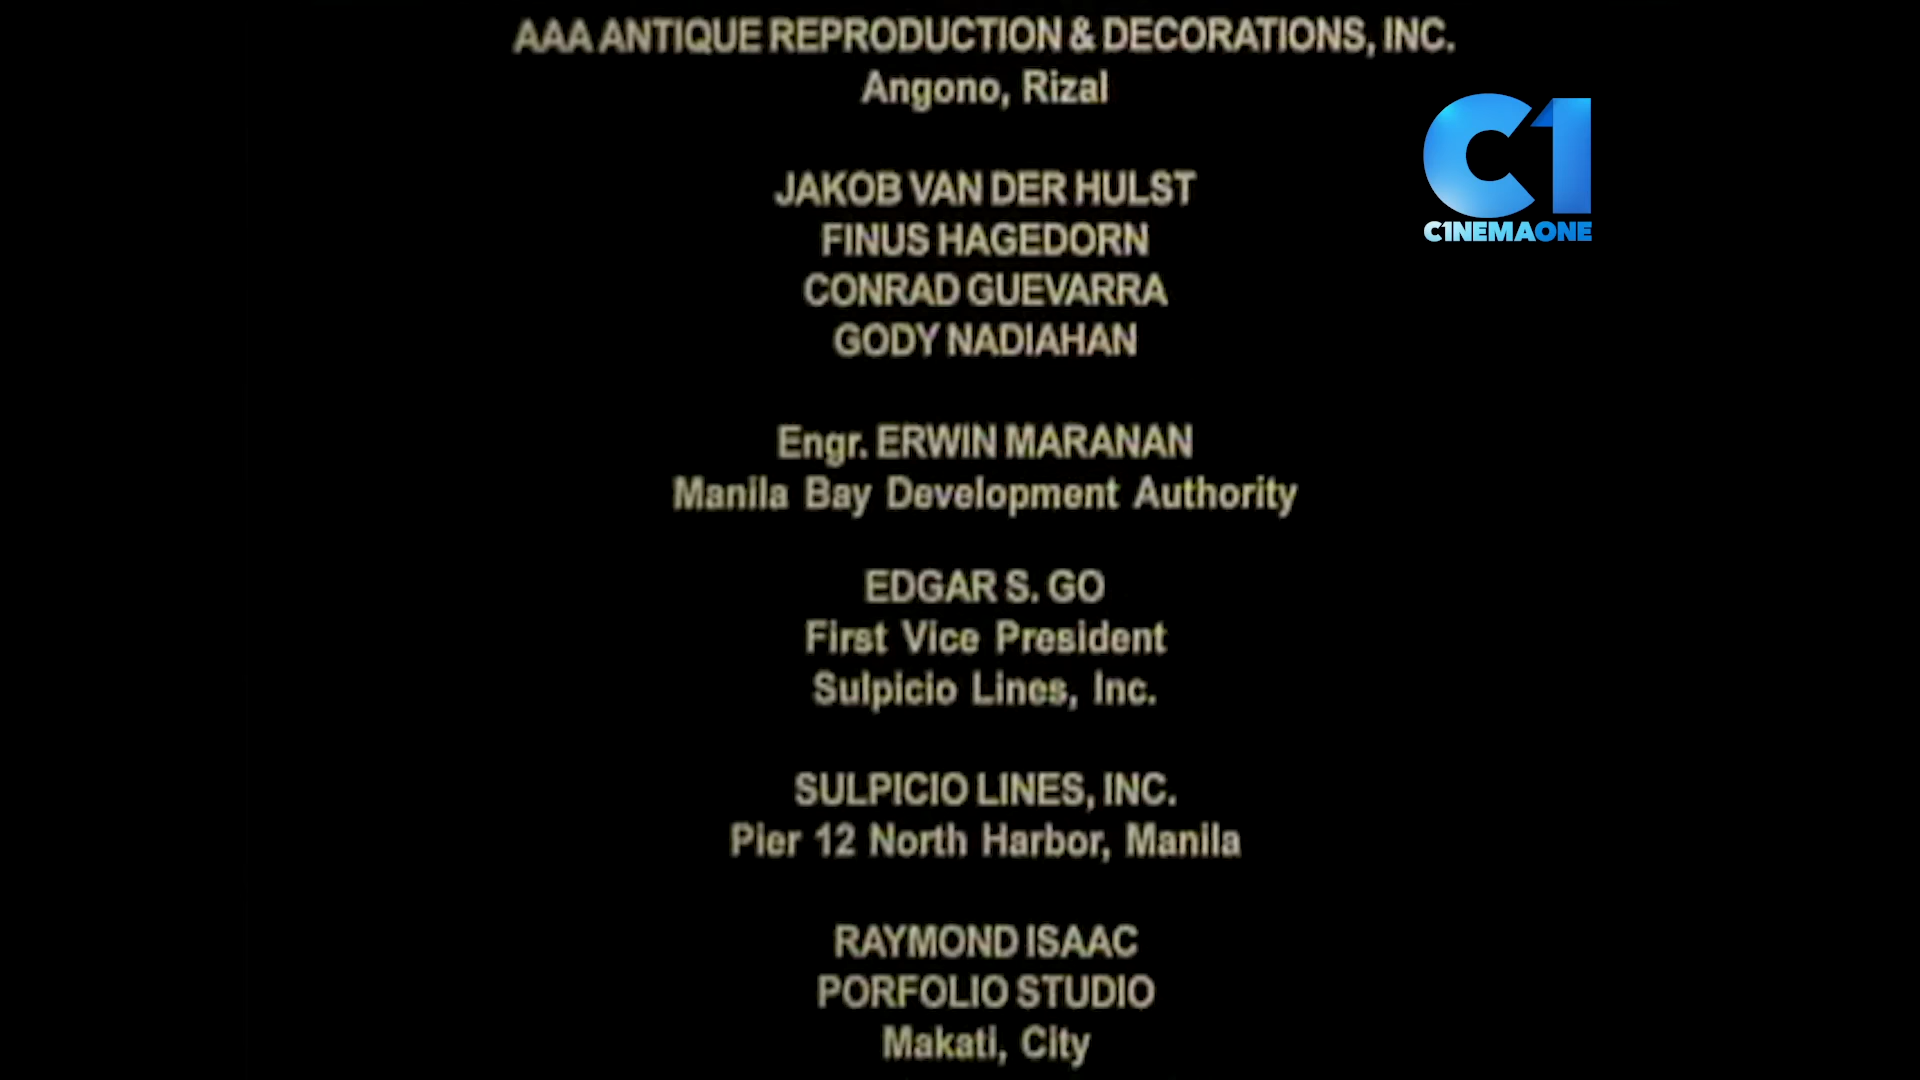 AAA ANTIQUE REPRODUCTION & DECORATIONS, INC.
Angono, Rizal
C1
C1NEMAONE
JAKOB VAN DER HULST
FINUS HAGEDORN
CONRAD GUEVARRA
GODY NADIAHAN
Engr. ERWIN MARANAN
Manila Bay Development Authority
EDGAR S. GO
First Vice President
Sulpicio Lines, Inc.
SULPICIO LINES, INC.
Pier 12 North Harbor, Manila
RAYMOND ISAAC
PORFOLIO STUDIO
Makati, City